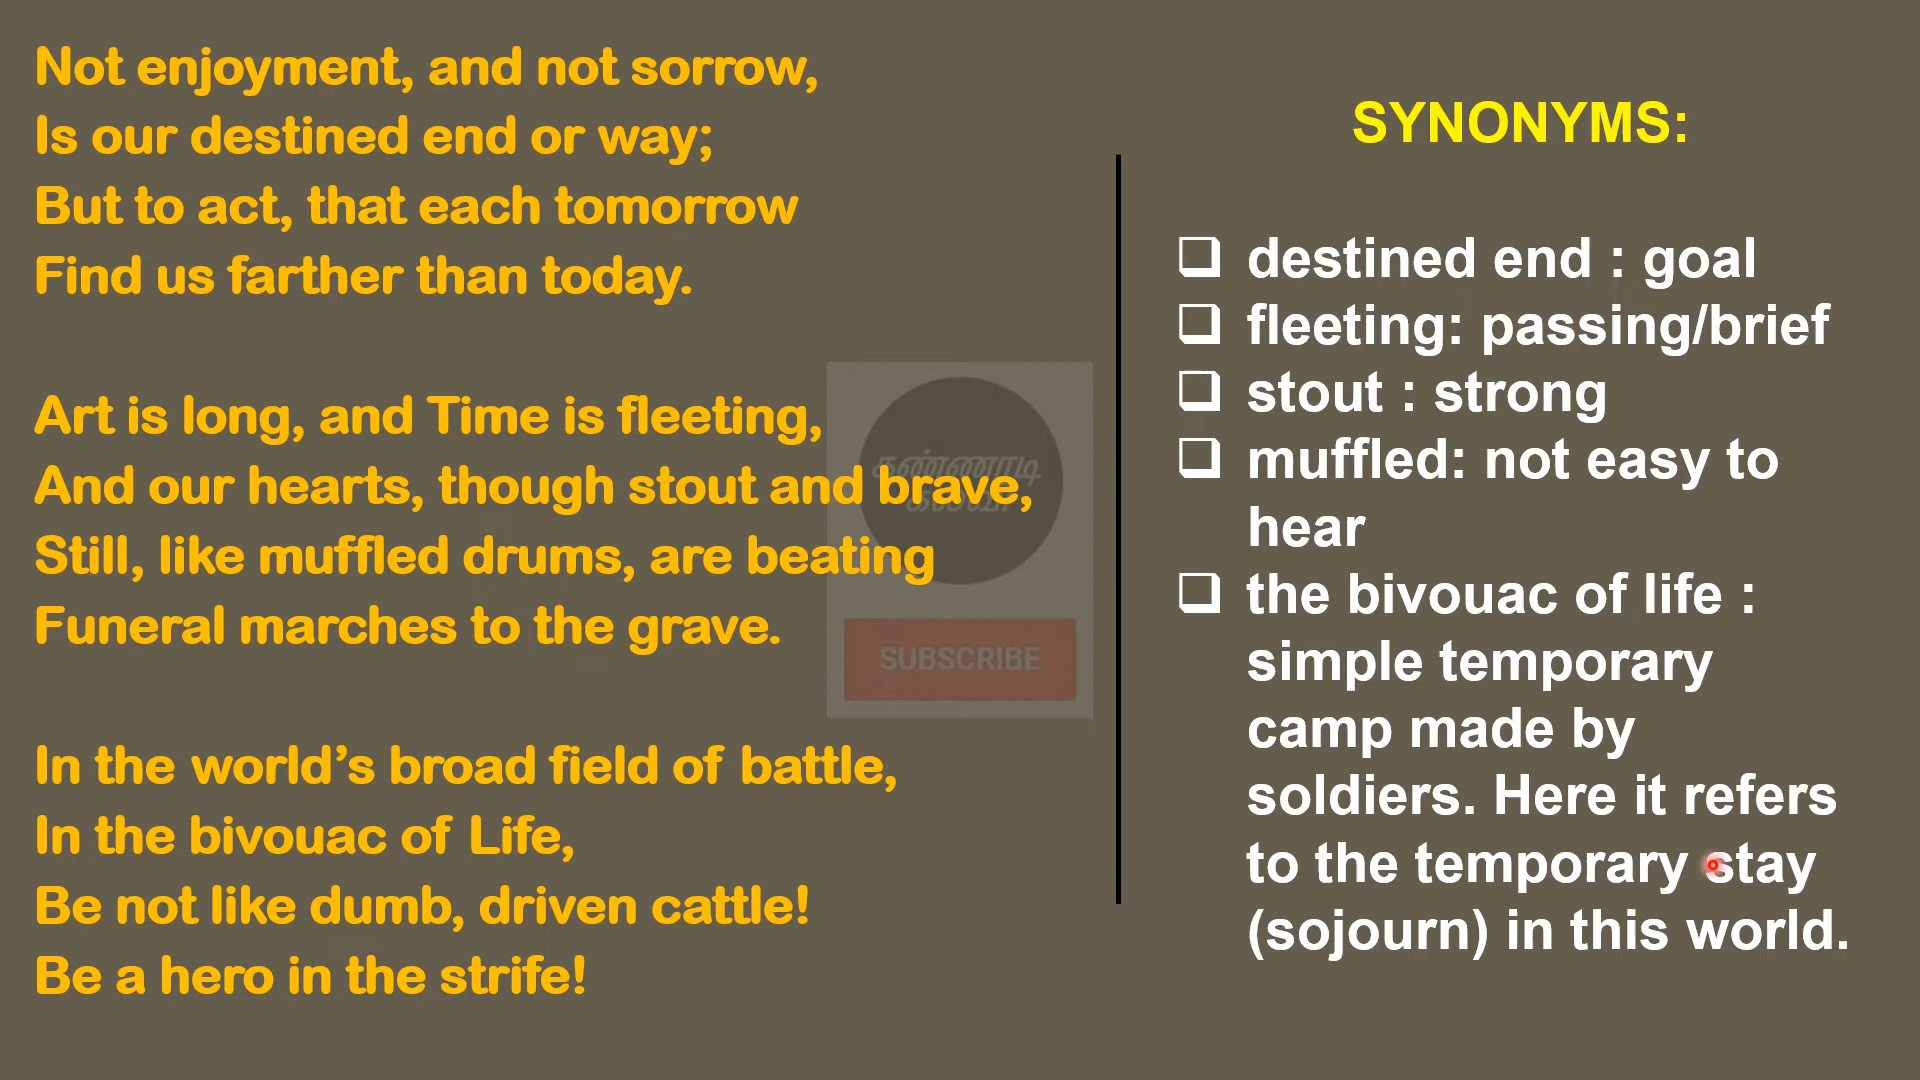 Not enjoyment, and not sorrow,
Is our destined end or way;
But to act, that each tomorrow
Find us farther than today.
Art is long, and Time is fleeting,
And our hearts, though stout and brave,
Still, like muffled drums, are beating
Funeral marches to the grave.
In the world’s broad field of battle,
In the bivouac of Life,
Be not like dumb, driven cattle!
Be a hero in the strife!
கண்ணாடி
SUBSCRIBE
SYNONYMS:
destined end : goal
fleeting: passing/brief
stout : strong
muffled: not easy to
hear
the bivouac of life :
simple temporary
camp made by
soldiers. Here it refers
to the temporary stay
(sojourn) in this world.